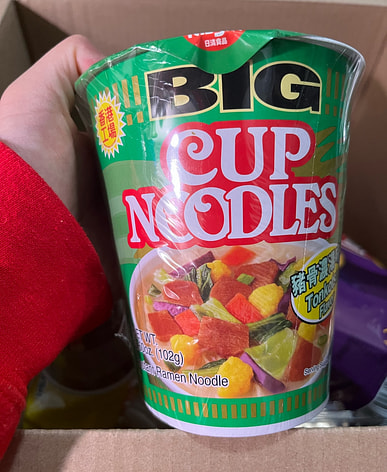 日清食品
BIG
香港
工場
CUP
NOODLES
豬骨濃湯
Tonkotsu
WT.
oz. (102g)
Ramen Noodle